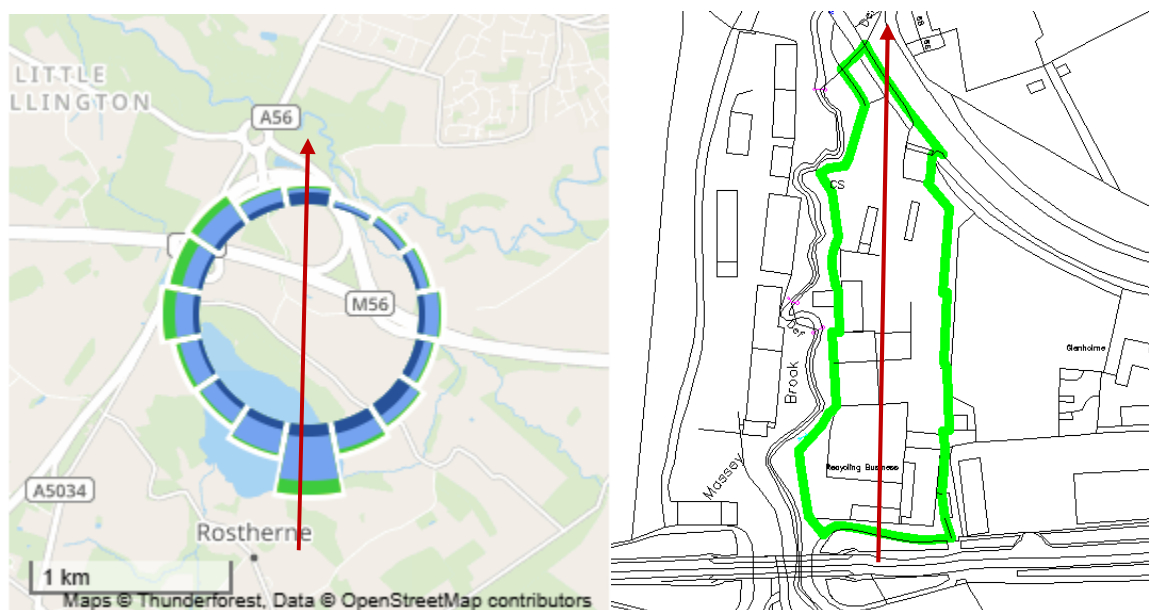 LITTLE
LLINGTON
A56
M56
A5034
Rostherne
1 km
Maps © Thunderforest, Data © OpenStreetMap contributors
CS
Glenholme
Brook
Massey
Recycling Business